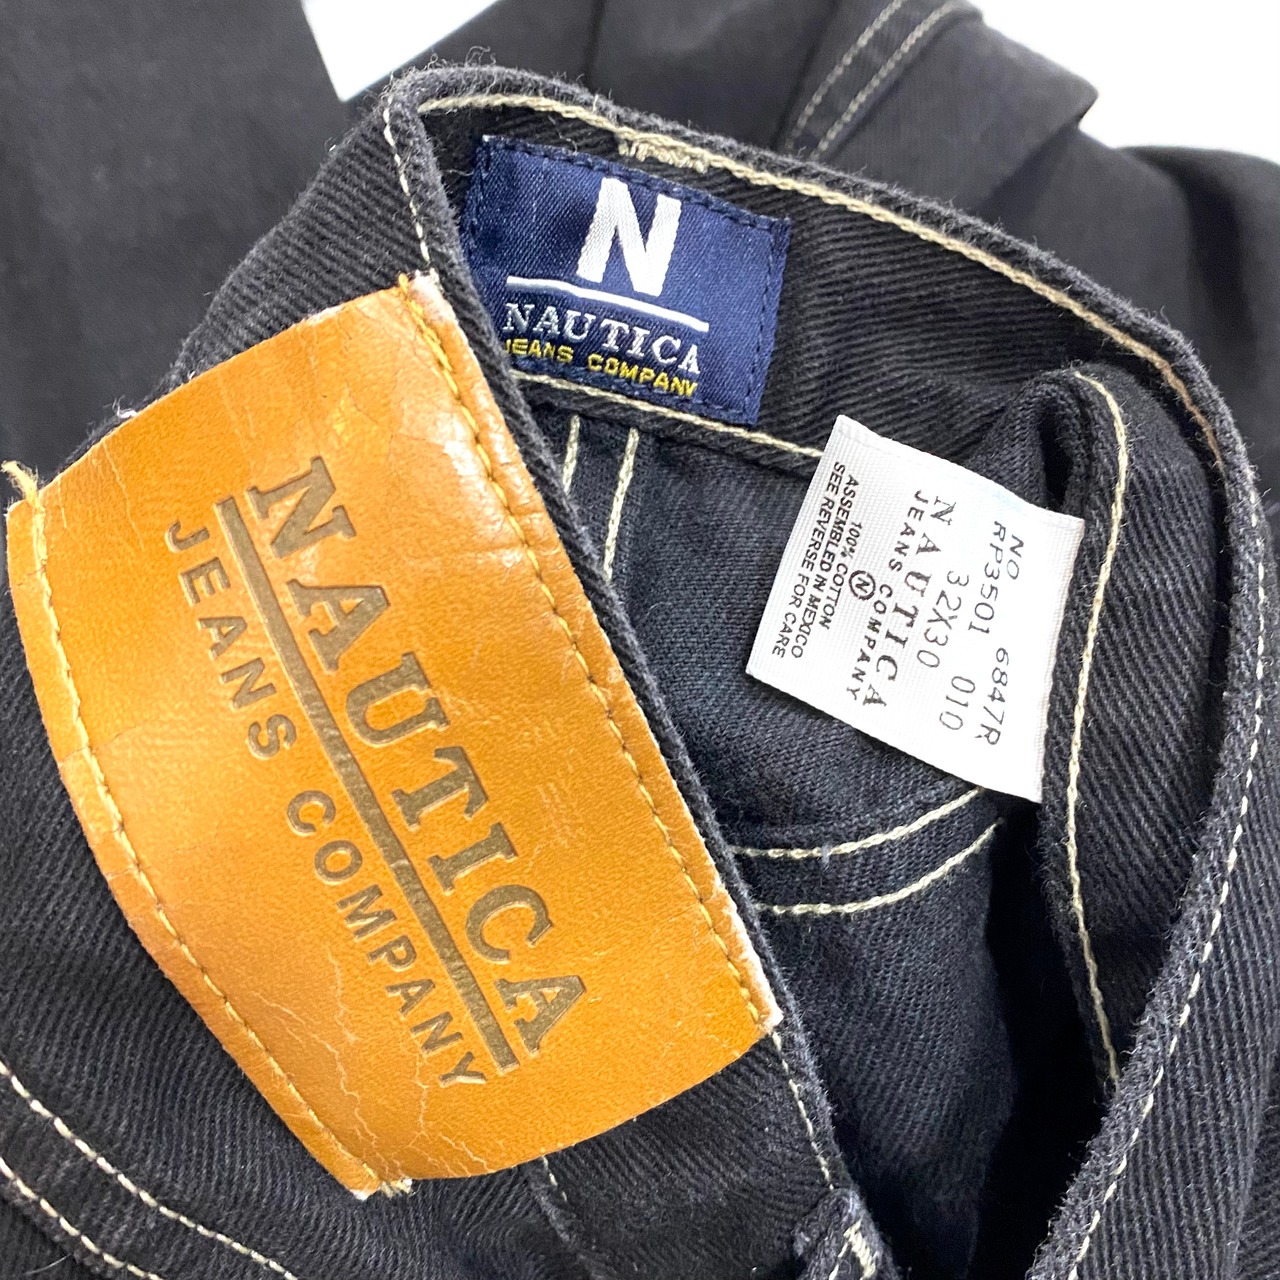 N
NAUTICA
JEANS COMPANY
NAUTICA
JEANS COMPANY
NO 6847R
RP3501 010
32X30
NAUTICA
JEANS COMPANY
N
100% COTTON
ASSEMBLED IN MEXICO
SEE REVERSE FOR CARE